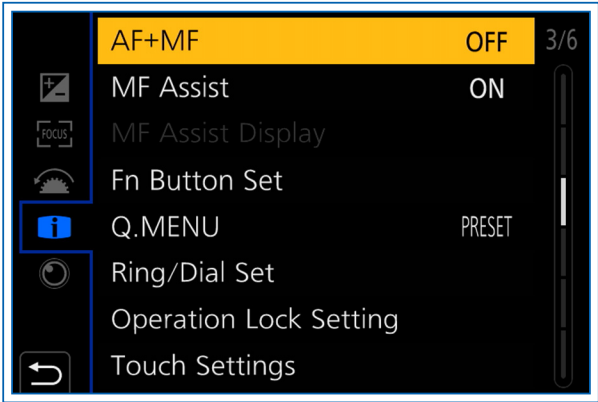 AF+MF OFF 3/6
MF Assist ON
FOCUS
MF Assist Display
Fn Button Set
Q.MENU PRESET
Ring/Dial Set
Operation Lock Setting
Touch Settings